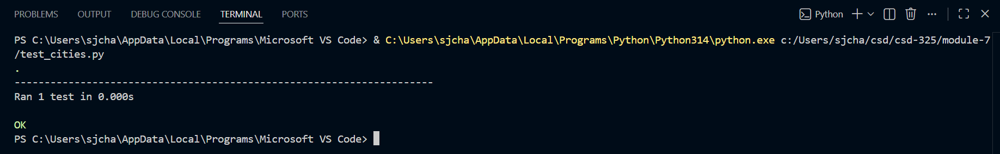 PROBLEMS OUTPUT DEBUG CONSOLE TERMINAL PORTS Python
PS C:\Users\sjcha\AppData\Local\Programs\Microsoft VS Code> & C:\Users\sjcha\AppData\Local\Programs\Python\Python314\python.exe c:/Users/sjcha/csd/csd-325/module-7
/test_cities.py
.
----------------------------------------------------------------------
Ran 1 test in 0.000s
OK
PS C:\Users\sjcha\AppData\Local\Programs\Microsoft VS Code>